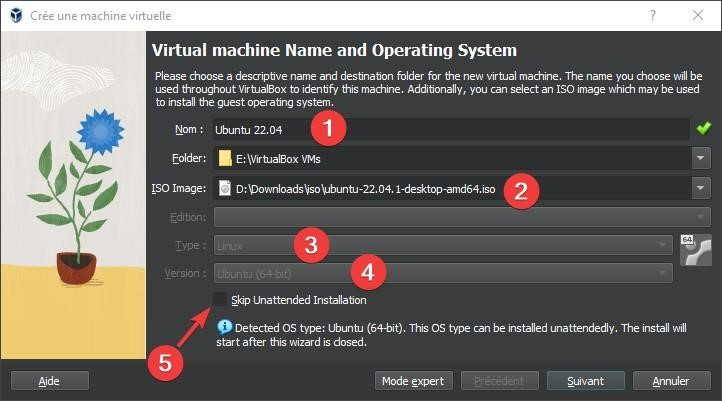 Crée une machine virtuelle
Virtual machine Name and Operating System
Please choose a descriptive name and destination folder for the new virtual machine. The name you choose will be
used throughout VirtualBox to identify this machine. Additionally, you can select an ISO image which may be used
to install the guest operating system.
Nom : Ubuntu 22.04 1
Folder: E:\VirtualBox VMs
ISO Image: D:\Downloads\iso\ubuntu-22.04.1-desktop-amd64.iso 2
Edition:
Type : Linux 3 64
Version : Ubuntu (64-bit) 4
Skip Unattended Installation
Detected OS type: Ubuntu (64-bit). This OS type can be installed unattendedly. The install will
start after this wizard is closed.
5
Aide Mode expert Précédent Suivant Annuler